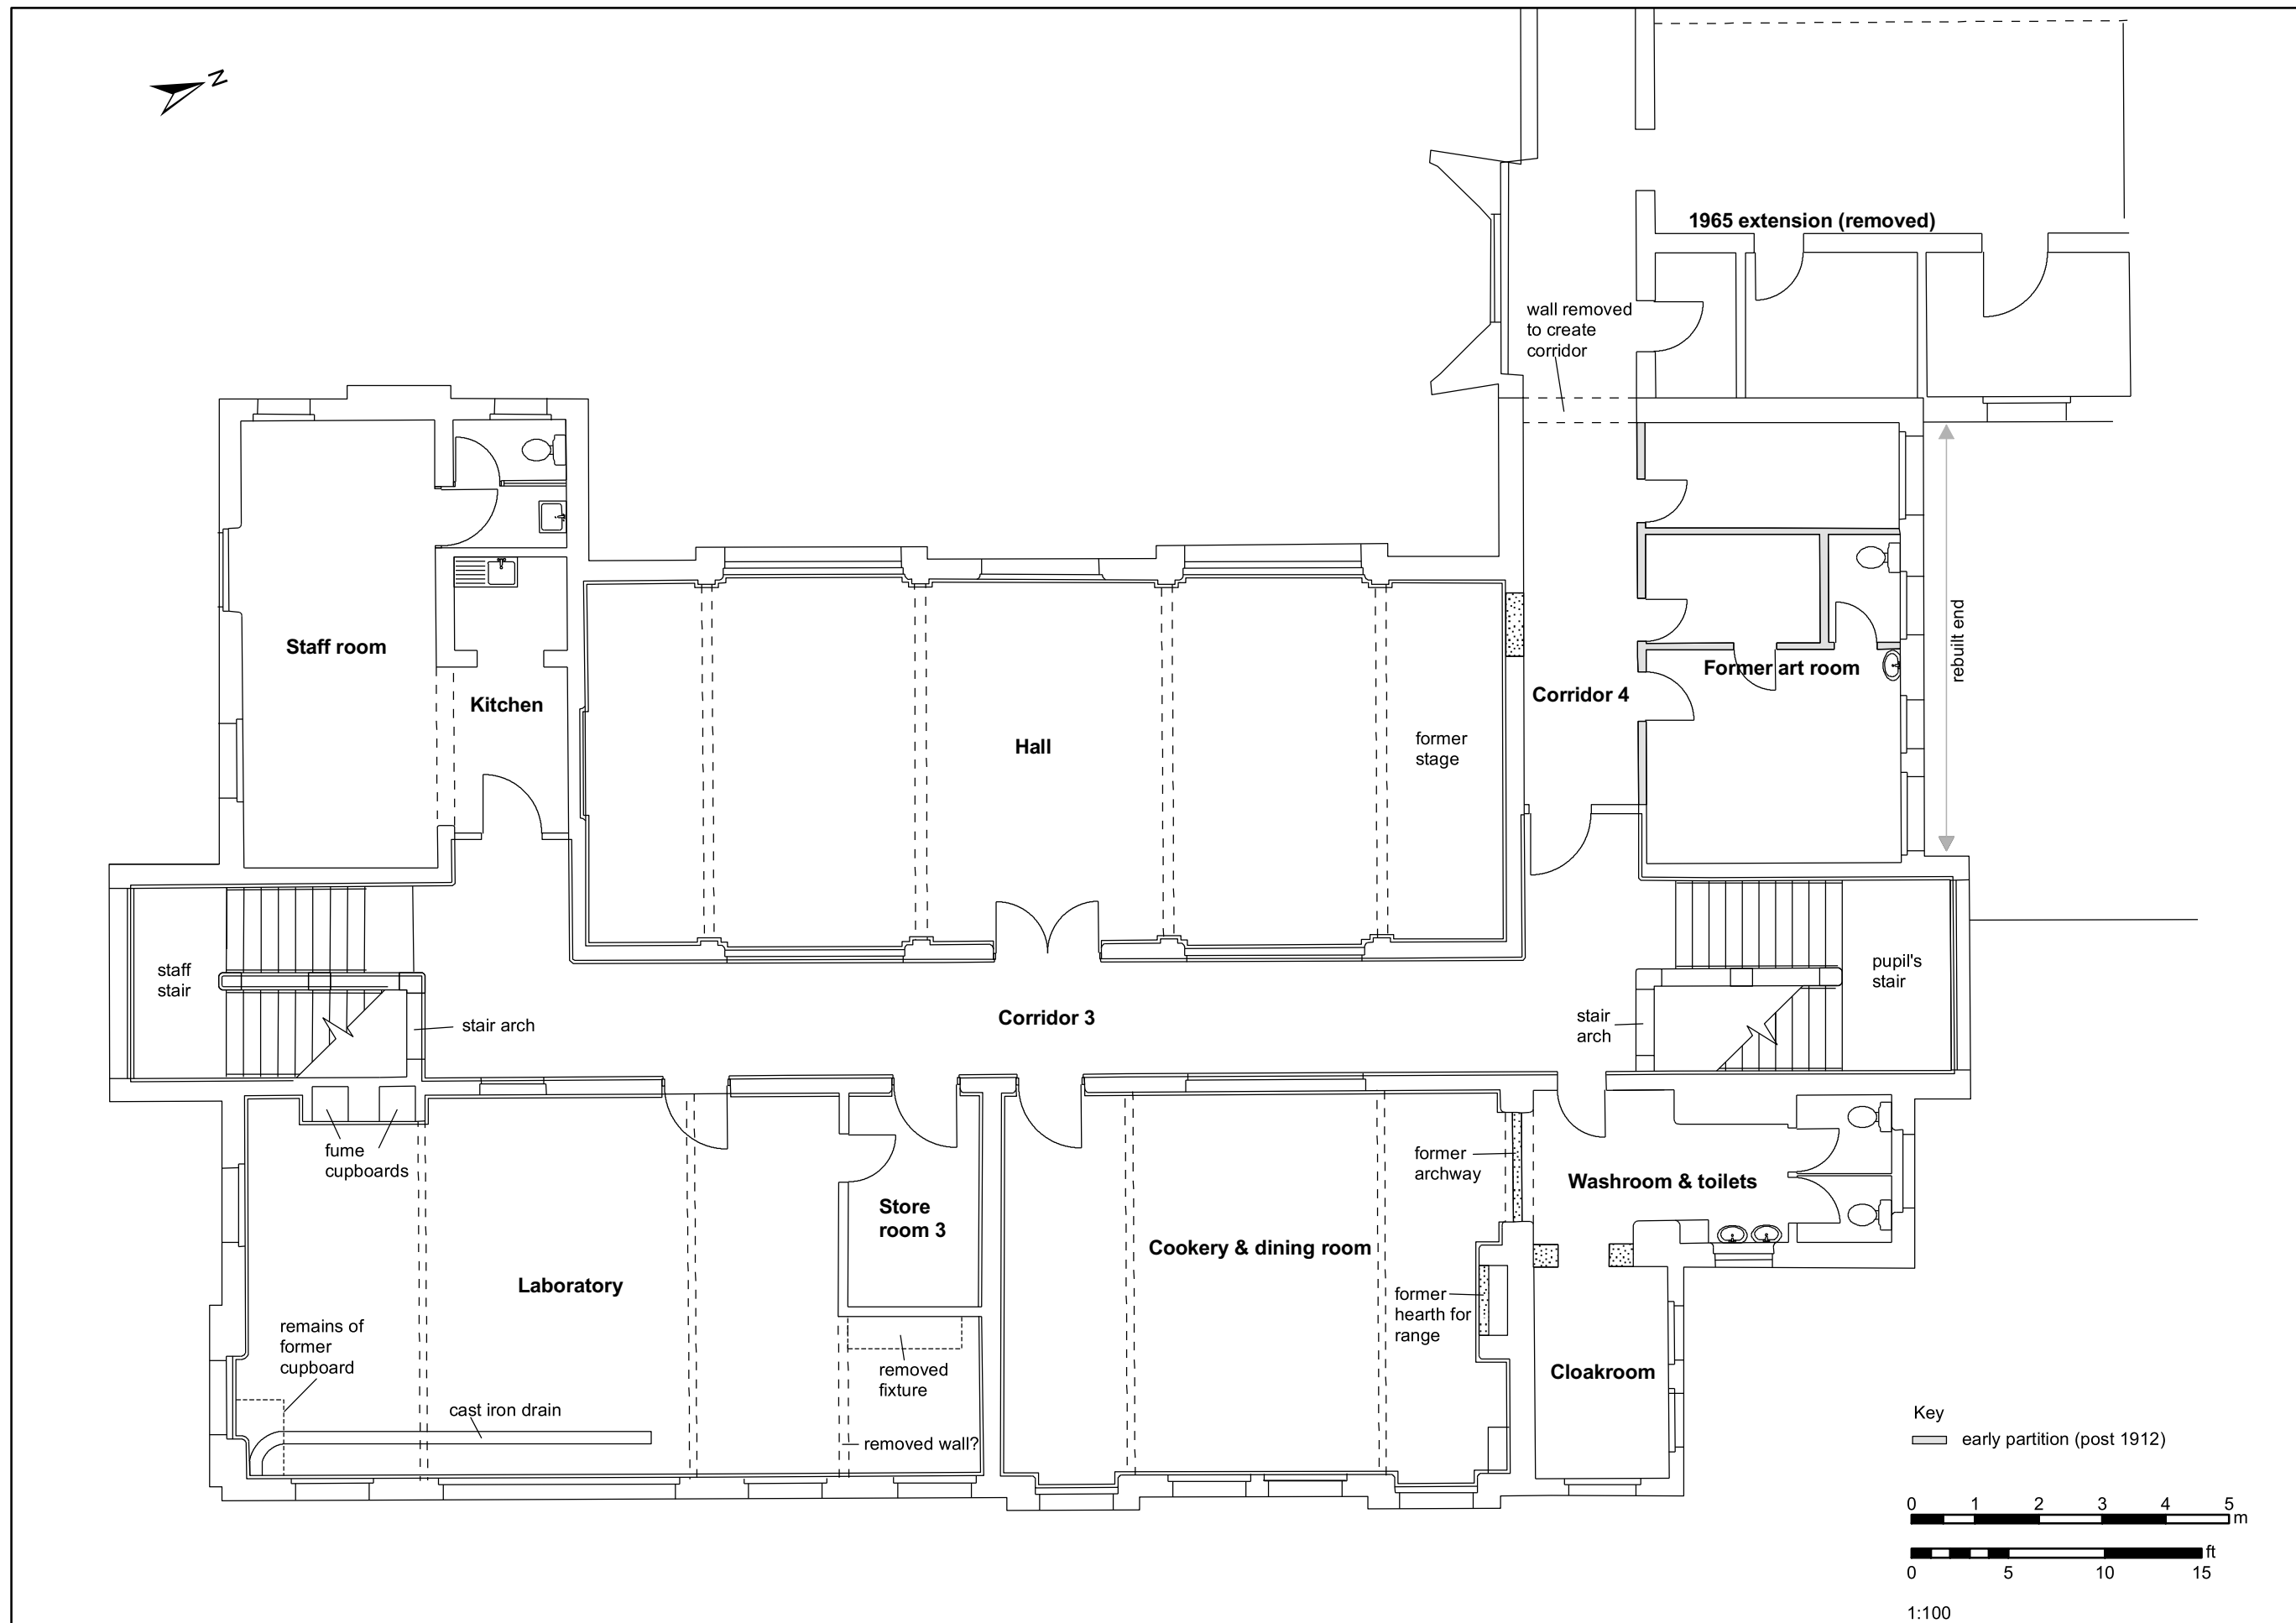 N
1965 extension (removed)
wall removed
to create
corridor
Staff room
Kitchen
Hall
former
stage
Corridor 4
Former art room
rebuilt end
staff
stair
stair arch
Corridor 3
stair
arch
pupil's
stair
fume
cupboards
Store
room 3
Laboratory
remains of
former
cupboard
cast iron drain
removed
fixture
removed wall?
Cookery & dining room
former
archway
former
hearth for
range
Washroom & toilets
Cloakroom
Key
early partition (post 1912)
0 1 2 3 4 5
m
ft
0 5 10 15
1:100